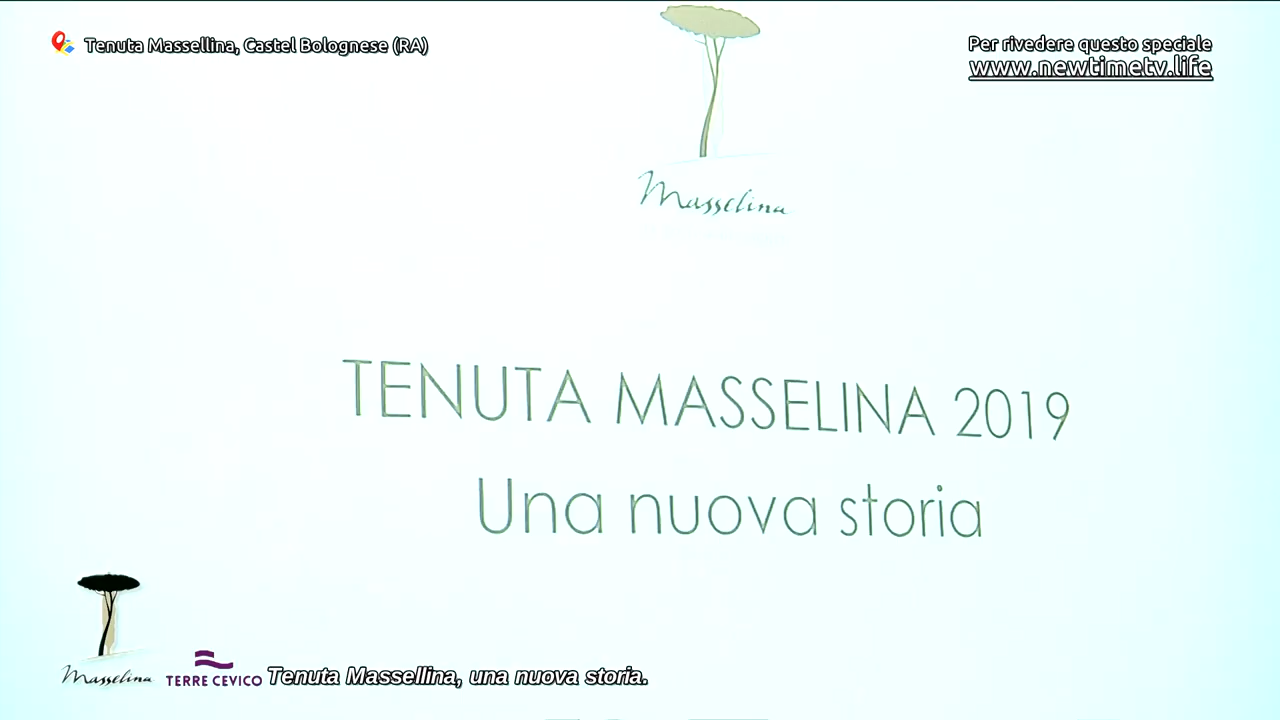 Tenuta Massellina, Castel Bolognese (RA)
Per rivedere questo speciale
www.newtimetv.life
Masselina
TENUTA MASSELINA 2019
Una nuova storia
Masselina
TERRE CEVICO
Tenuta Massellina, una nuova storia.